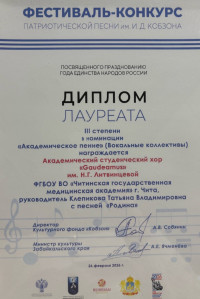 ФЕСТИВАЛЬ-КОНКУРС
ПАТРИОТИЧЕСКОЙ ПЕСНИ им. И.Д. КОБЗОНА
ПОСВЯЩЕННОГО ПРАЗДНОВАНИЮ
ГОДА ЕДИНСТВА НАРОДОВ РОССИИ
ДИПЛОМ
ЛАУРЕАТА
III степени
в номинации
«Академическое пение» (Вокальные коллективы)
награждается
Академический студенческий хор
«Gaudeamus»
им. Н.Г. Литвинцевой
ФГБОУ ВО «Читинская государственная
медицинская академия» г. Чита,
руководитель Клепикова Татьяна Владимировна
с песней «Родина»
Директор
Культурного фонда «Кобзон»
Министр культуры
Забайкальского края